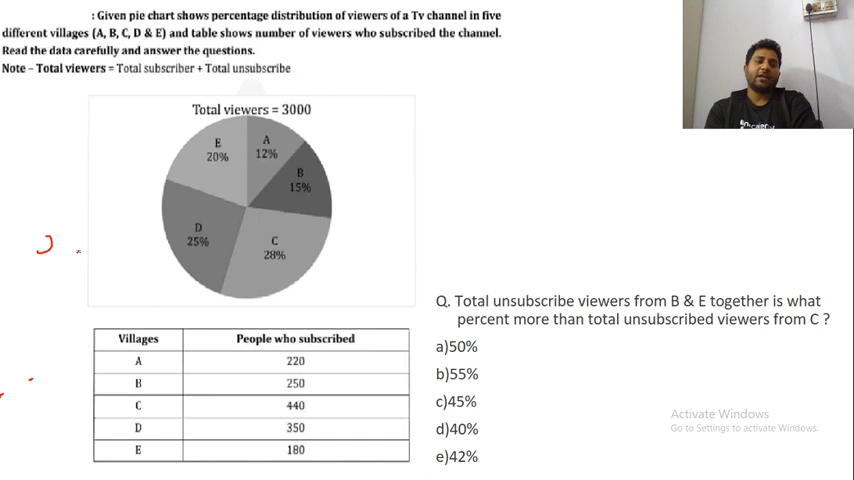 : Given pie chart shows percentage distribution of viewers of a Tv channel in five
different villages (A, B, C, D & E) and table shows number of viewers who subscribed the channel.
Read the data carefully and answer the questions.
Note – Total viewers = Total subscriber + Total unsubscribe
Total viewers = 3000
A
12%
B
15%
C
28%
D
25%
E
20%
Villages People who subscribed
A 220
B 250
C 440
D 350
E 180
Q. Total unsubscribe viewers from B & E together is what
percent more than total unsubscribed viewers from C ?
a)50%
b)55%
c)45%
d)40%
e)42%
Activate Windows
Go to Settings to activate Windows.